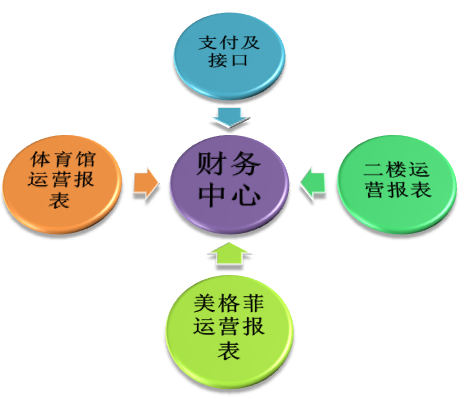 支付及
接口
体育馆
运营报
表
财务
中心
二楼运
营报表
美格菲
运营报
表